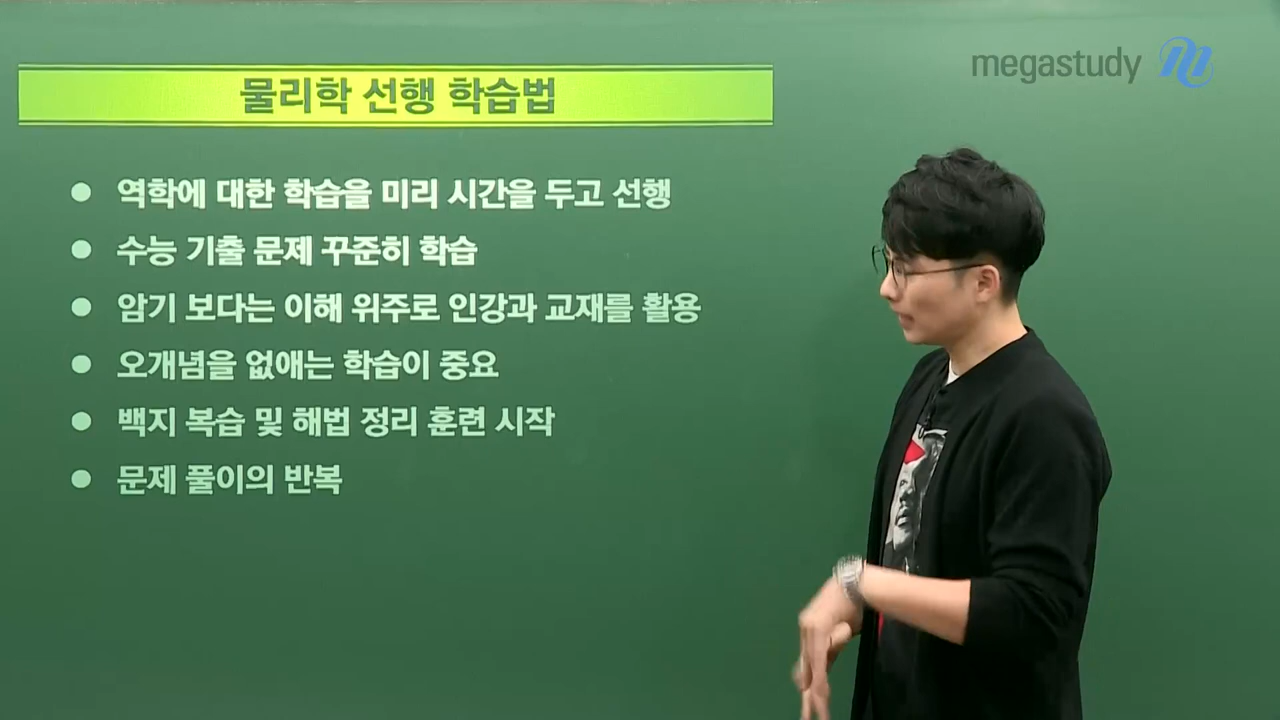 megastudy
물리학 선행 학습법
역학에 대한 학습을 미리 시간을 두고 선행
수능 기출 문제 꾸준히 학습
암기 보다는 이해 위주로 인강과 교재를 활용
오개념을 없애는 학습이 중요
백지 복습 및 해법 정리 훈련 시작
문제 풀이의 반복